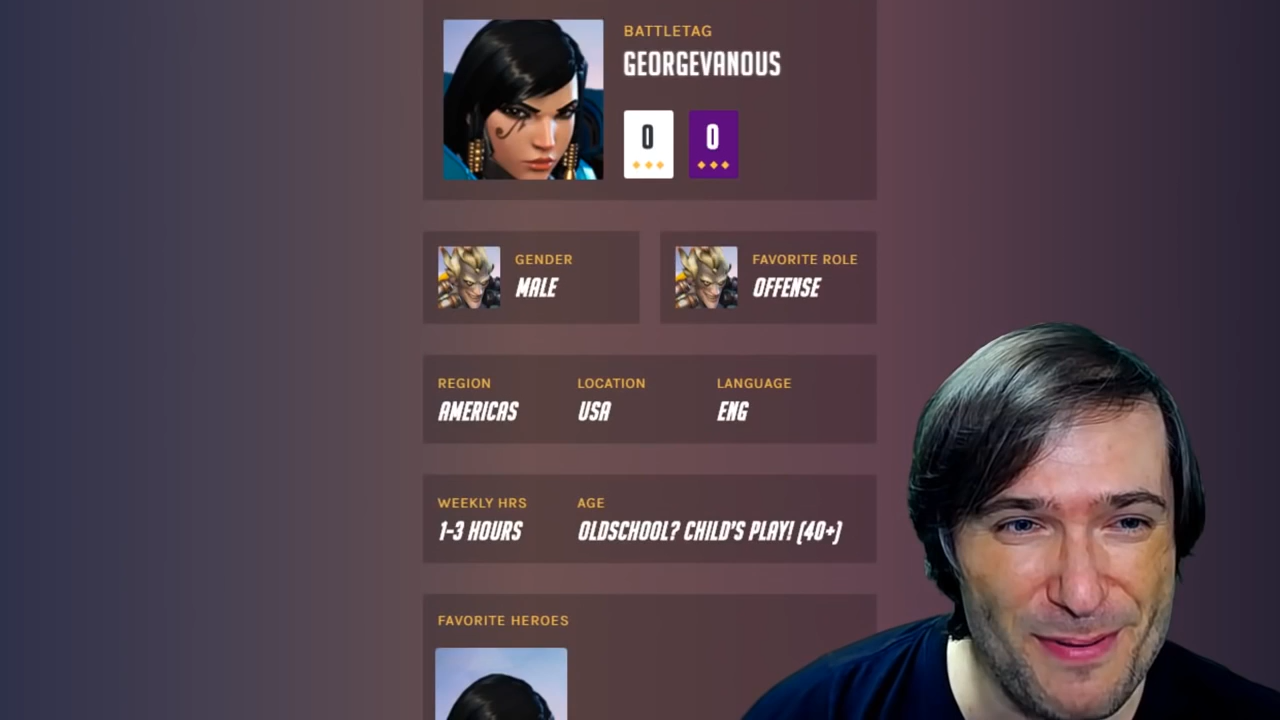 BATTLETAG
GEORGEVANOUS
0 0
GENDER
MALE
FAVORITE ROLE
OFFENSE
REGION LOCATION LANGUAGE
AMERICAS USA ENG
WEEKLY HRS AGE
1-3 HOURS OLDSCHOOL? CHILD'S PLAY! (40+)
FAVORITE HEROES